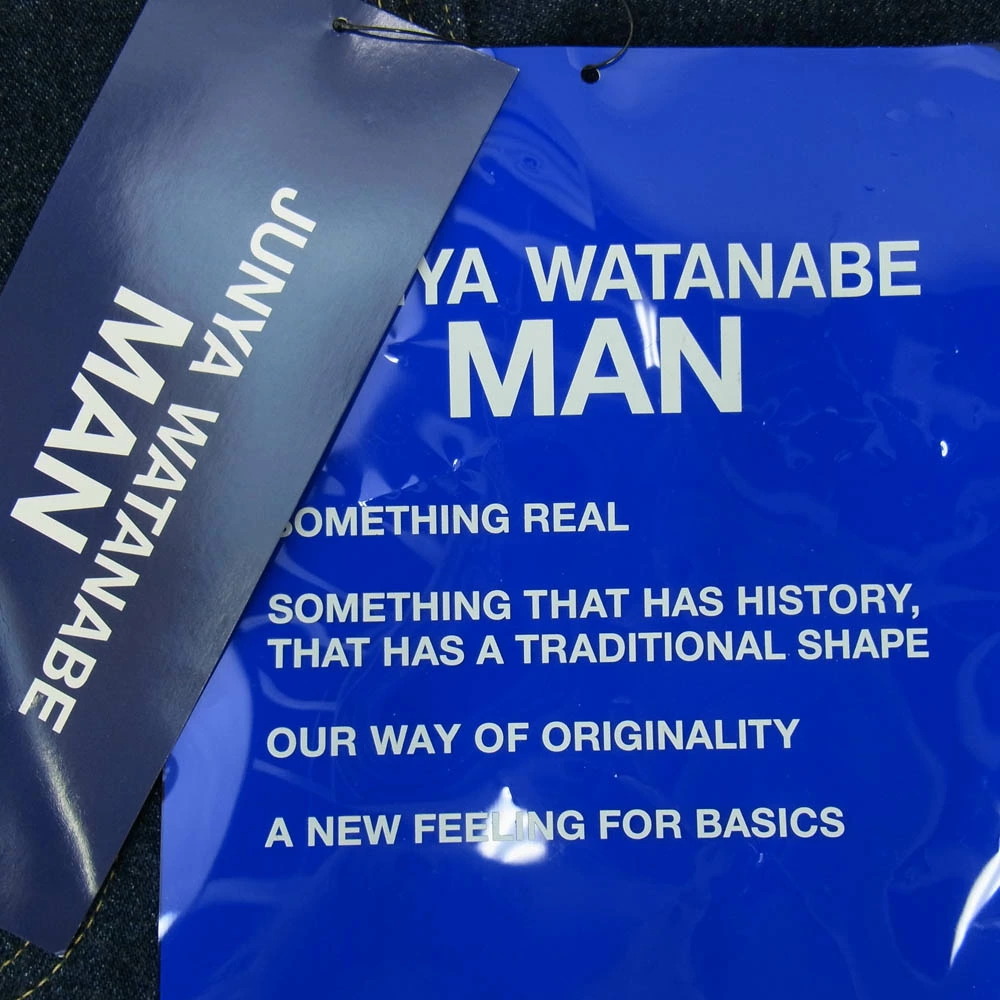 JUNYA WATANABE
MAN
YA WATANABE
MAN
SOMETHING REAL
SOMETHING THAT HAS HISTORY,
THAT HAS A TRADITIONAL SHAPE
OUR WAY OF ORIGINALITY
A NEW FEELING FOR BASICS